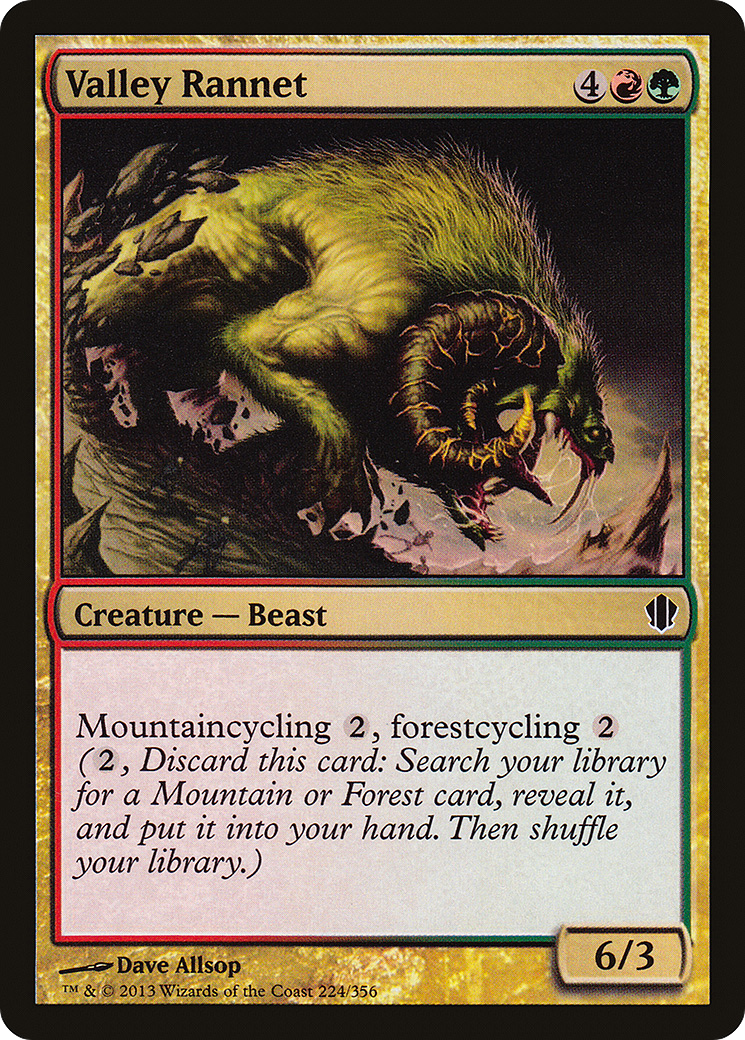 Valley Rannet 4
Creature — Beast
Mountaincycling 2, forestcycling 2
(2, Discard this card: Search your library
for a Mountain or Forest card, reveal it,
and put it into your hand. Then shuffle
your library.)
6/3
Dave Allsop
™ & © 2013 Wizards of the Coast 224/356